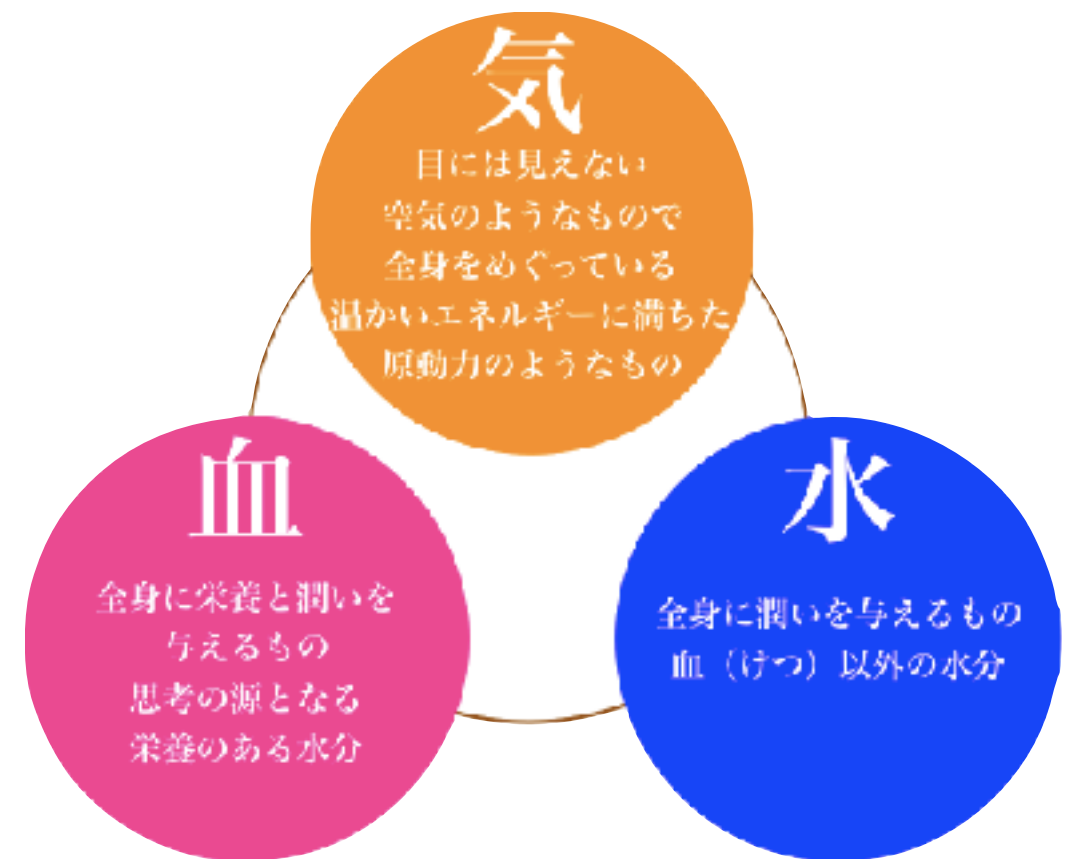 気
目には見えない
空気のようなもので
全身をめぐっている
温かいエネルギーに満ちた
原動力のようなもの
血
全身に栄養と潤いを
与えるもの
思考の源となる
栄養のある水分
水
全身に潤いを与えるもの
血（けつ）以外の水分